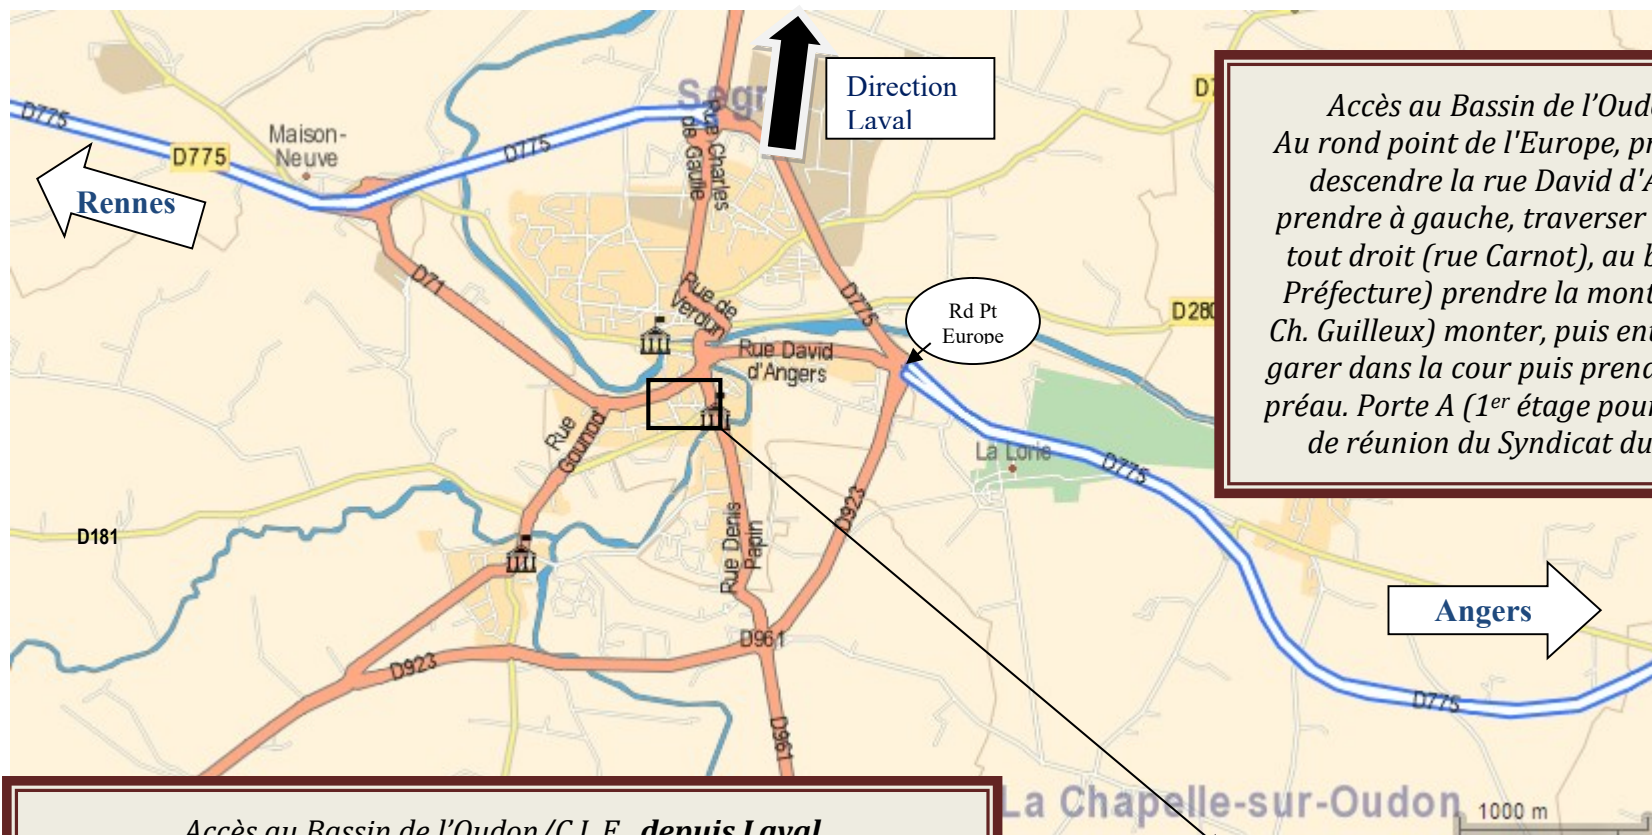 Direction
Laval
Segr
D775
Maison-
Neuve
D775
D775
Rennes
Rue Charles
de Gaulle
Accès au Bassin de l'Oudo
Au rond point de l'Europe, pr
descendre la rue David d'A
prendre à gauche, traverser
tout droit (rue Carnot), au b
Préfecture) prendre la mont
Ch. Guilleux) monter, puis en
garer dans la cour puis pren
préau. Porte A (1er étage pour
de réunion du Syndicat du
D71
Rue de
Verdun
D775
Rd Pt
Europe
D280
Rue David
d'Angers
Rue
Gounod
La Lorie
D775
D923
D181
Rue Denis
Papin
Angers
D961
D923
D775
D961
La Chapelle-sur-Oudon
1000 m
Accès au Bassin de l'Oudon/C.L.E. depuis Laval